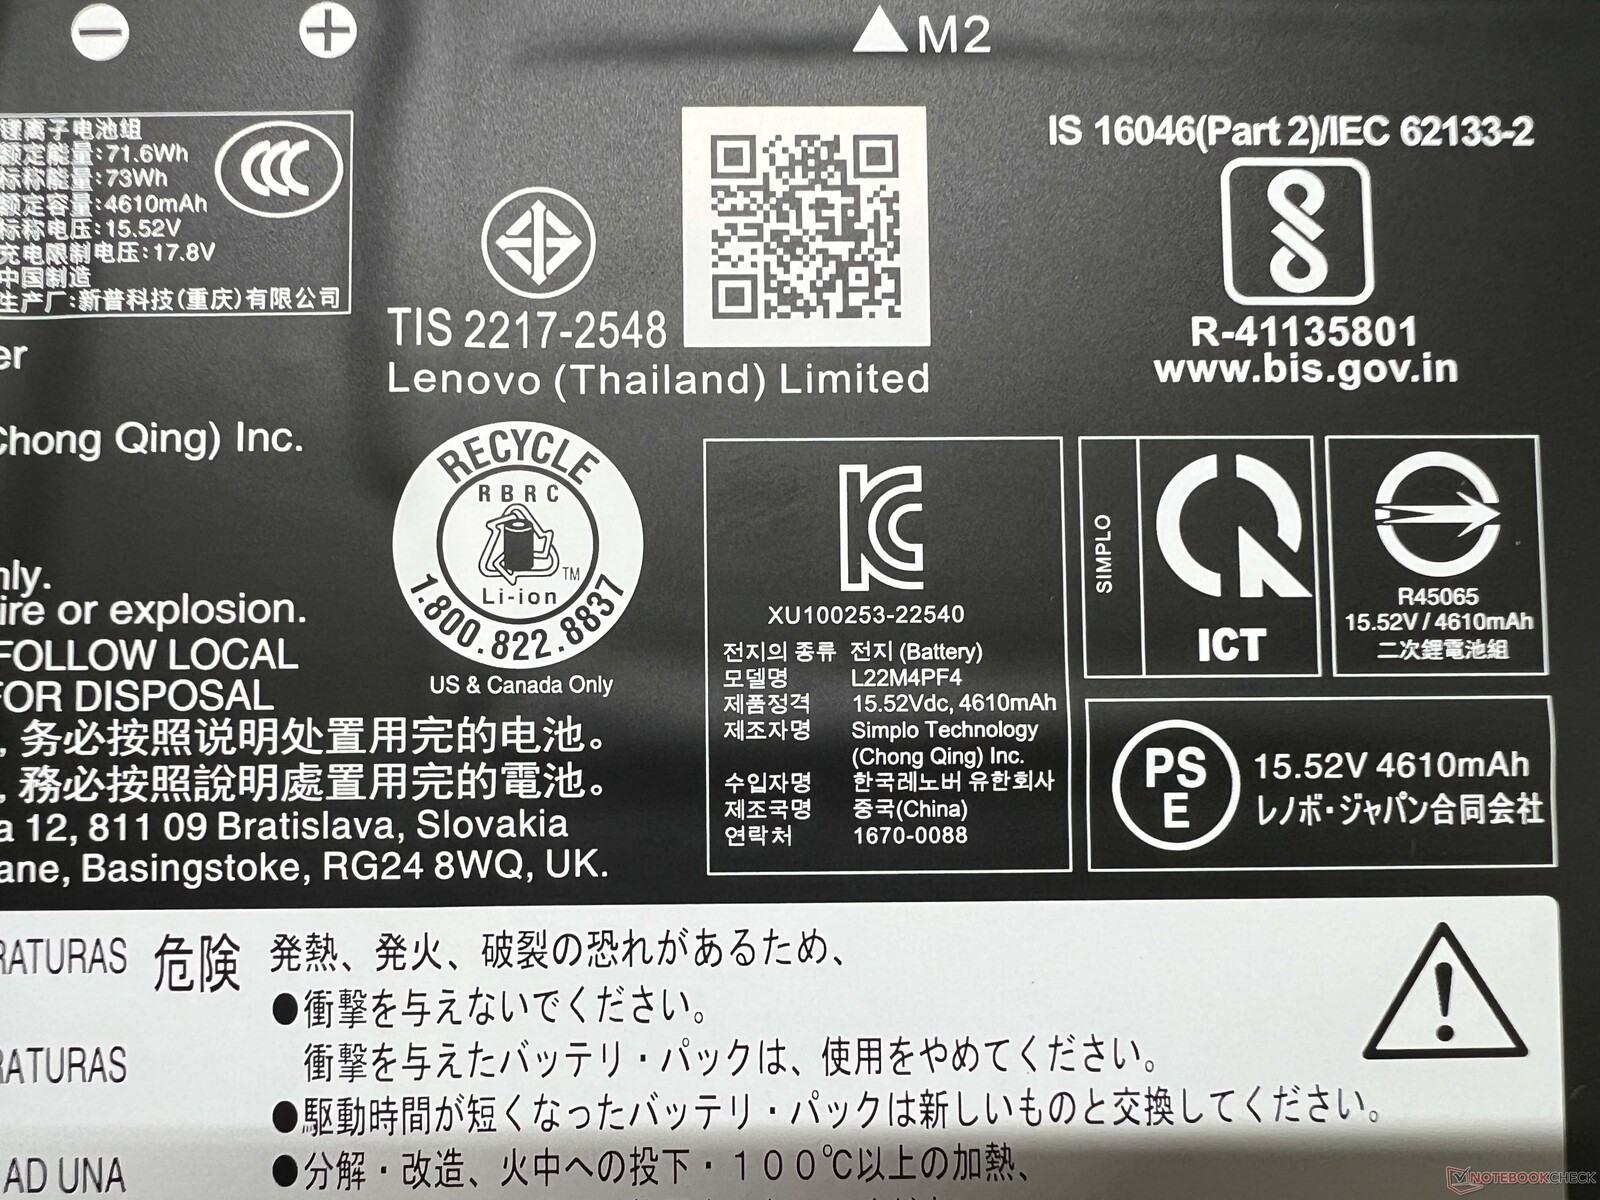 M2
锂离子电池组
额定能量:71.6Wh
标称能量:73Wh
额定容量:4610mAh
标称电压:15.52V
充电限制电压:17.8V
中国制造
生产厂:新普科技(重庆)有限公司
CCC
TIS 2217-2548
Lenovo (Thailand) Limited
IS 16046(Part 2)/IEC 62133-2
R-41135801
www.bis.gov.in
er
Chong Qing) Inc.
nly.
ire or explosion.
FOLLOW LOCAL
FOR DISPOSAL
, 务必按照说明处置用完的电池。
, 務必按照說明處置用完的電池。
a 12, 811 09 Bratislava, Slovakia
ane, Basingstoke, RG24 8WQ, UK.
RECYCLE
RBRC
TM
Li-ion
1.800.822.8837
US & Canada Only
KC
XU100253-22540
전지의 종류 전지 (Battery)
모델명 L22M4PF4
제품정격 15.52Vdc, 4610mAh
제조자명 Simplo Technology
(Chong Qing) Inc.
수입자명 한국레노버 유한회사
제조국명 중국(China)
연락처 1670-0088
SIMPLO
ICT
R45065
15.52V / 4610mAh
二次鋰電池組
PS
E
15.52V 4610mAh
レノボ・ジャパン合同会社
RATURAS
RATURAS
AD UNA
危険
発熱、発火、破裂の恐れがあるため、
●衝撃を与えないでください。
衝撃を与えたバッテリ・パックは、使用をやめてください。
●駆動時間が短くなったバッテリ・パックは新しいものと交換してください。
●分解・改造、火中への投下・１００℃以上の加熱、
NOTEBOOKCHECK